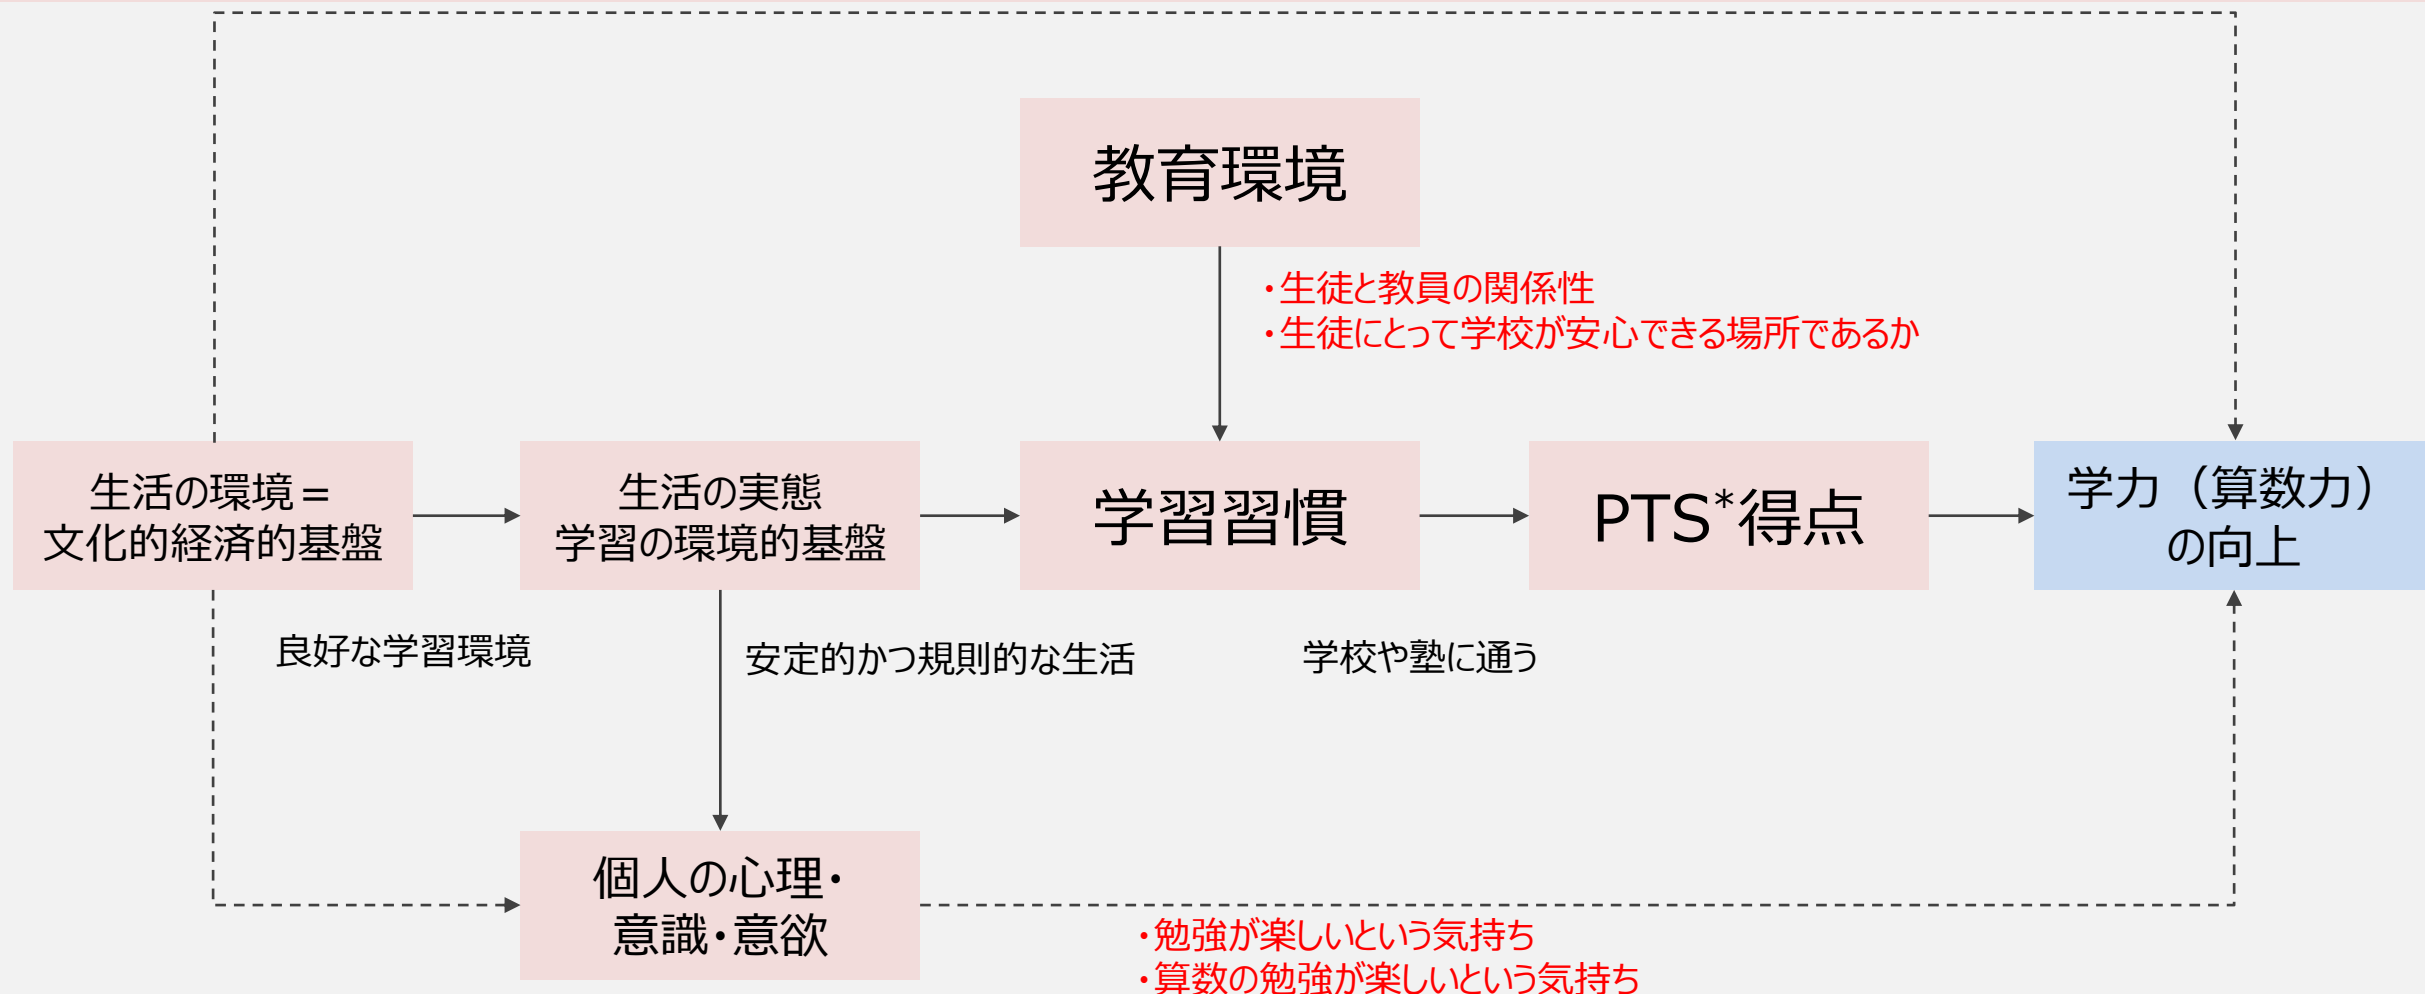 教育環境
・生徒と教員の関係性
・生徒にとって学校が安心できる場所であるか
生活の環境＝
文化的経済的基盤
生活の実態
学習の環境的基盤
学習習慣
PTS*得点
学力（算数力）
の向上
良好な学習環境
安定的かつ規則的な生活
学校や塾に通う
個人の心理・
意識・意欲
・勉強が楽しいという気持ち
・算数の勉強が楽しいという気持ち